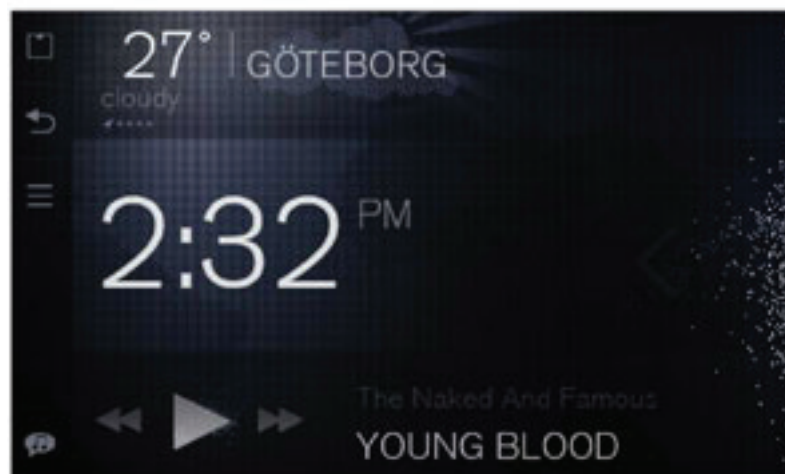 27° GÖTEBORG
cloudy
2:32 PM
The Naked And Famous
YOUNG BLOOD